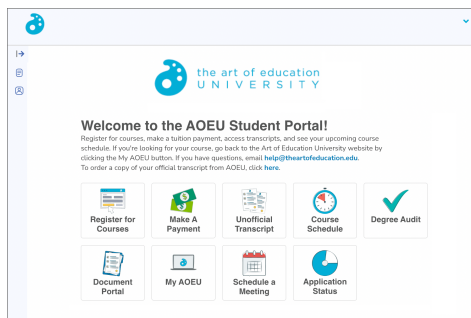 the art of education
UNIVERSITY
Welcome to the AOEU Student Portal!
Register for courses, make a tuition payment, access transcripts, and see your upcoming course
schedule. If you're looking for your course, go back to the Art of Education University website by
clicking the My AOEU button. If you have questions, email help@theartofeducation.edu.
To order a copy of your official transcript from AOEU, click here.
Register for
Courses
Make A
Payment
Unofficial
Transcript
Course
Schedule
Degree Audit
Document
Portal
My AOEU
Schedule a
Meeting
Application
Status